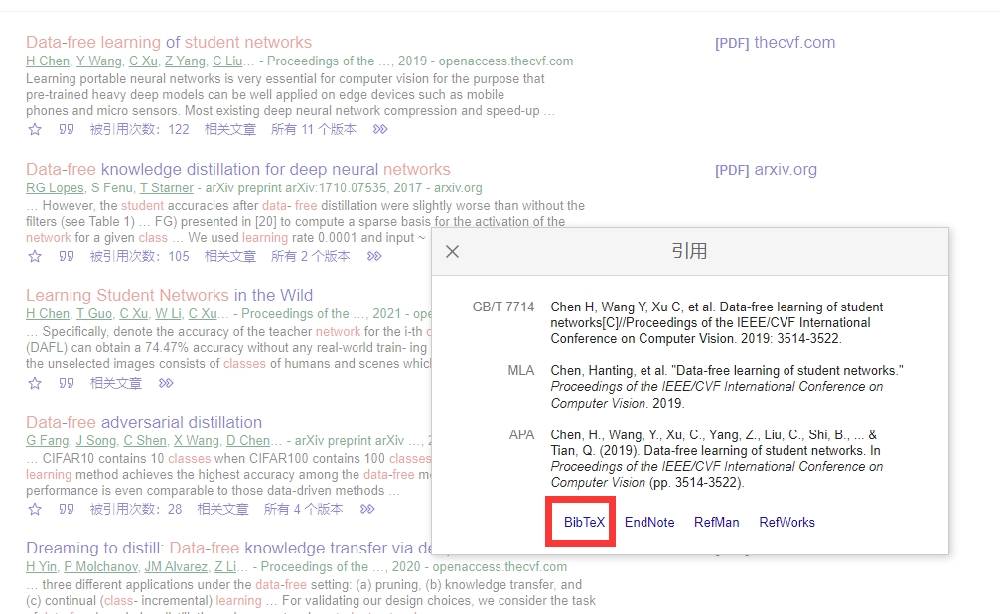 Data-free learning of student networks
[PDF] thecvf.com
H Chen, Y Wang, C Xu, Z Yang, C Liu… - Proceedings of the …, 2019 - openaccess.thecvf.com
Learning portable neural networks is very essential for computer vision for the purpose that
pre-trained heavy deep models can be well applied on edge devices such as mobile
phones and micro sensors. Most existing deep neural network compression and speed-up …
被引用次数：122 相关文章 所有 11 个版本
Data-free knowledge distillation for deep neural networks
[PDF] arxiv.org
RG Lopes, S Fenu, T Starner - arXiv preprint arXiv:1710.07535, 2017 - arxiv.org
… However, the student accuracies after data- free distillation were slightly worse than without the
filters (see Table 1) … FG) presented in [20] to compute a sparse basis for the activation of the
network for a given class … We used learning rate 0.0001 and input ~
被引用次数：105 相关文章 所有 2 个版本
Learning Student Networks in the Wild
H Chen, T Guo, C Xu, W Li, C Xu… - Proceedings of the …, 2021 - ope
… Specifically, denote the accuracy of the teacher network for the i-th
(DAFL) can obtain a 74.47% accuracy without any real-world train- ing
the unselected images consists of classes of humans and scenes
相关文章
Data-free adversarial distillation
G Fang, J Song, C Shen, X Wang, D Chen… - arXiv preprint arXiv …,
… CIFAR10 contains 10 classes when CIFAR100 contains 100 classes
learning method achieves the highest accuracy among the data-free
performance is even comparable to those data-driven methods …
被引用次数：28 相关文章 所有 4 个版本
Dreaming to distill: Data-free knowledge transfer via
H Yin, P Molchanov, JM Alvarez, Z Li… - Proceedings of the …, 2020 - openaccess.thecvf.com
… three different applications under the data-free setting: (a) pruning, (b) knowledge transfer, and
(c) continual (class- incremental) learning … For validating our design choices, we consider the task
引用
GB/T 7714
Chen H, Wang Y, Xu C, et al. Data-free learning of student
networks[C]//Proceedings of the IEEE/CVF International
Conference on Computer Vision. 2019: 3514-3522.
MLA
Chen, Hanting, et al. "Data-free learning of student networks."
Proceedings of the IEEE/CVF International Conference on
Computer Vision. 2019.
APA
Chen, H., Wang, Y., Xu, C., Yang, Z., Liu, C., Shi, B., ... &
Tian, Q. (2019). Data-free learning of student networks. In
Proceedings of the IEEE/CVF International Conference on
Computer Vision (pp. 3514-3522).
BibTeX EndNote RefMan RefWorks